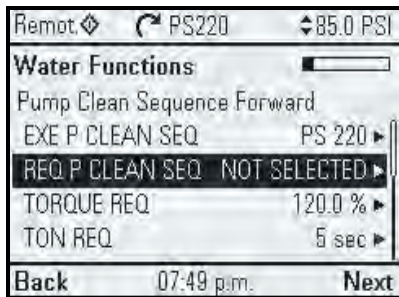 Remot. PS220 85.0 PSI
Water Functions
Pump Clean Sequence Forward
EXE P CLEAN SEQ PS 220
REQ P CLEAN SEQ NOT SELECTED
TORQUE REQ 120.0 %
TON REQ 5 sec
Back 07:49 p.m. Next